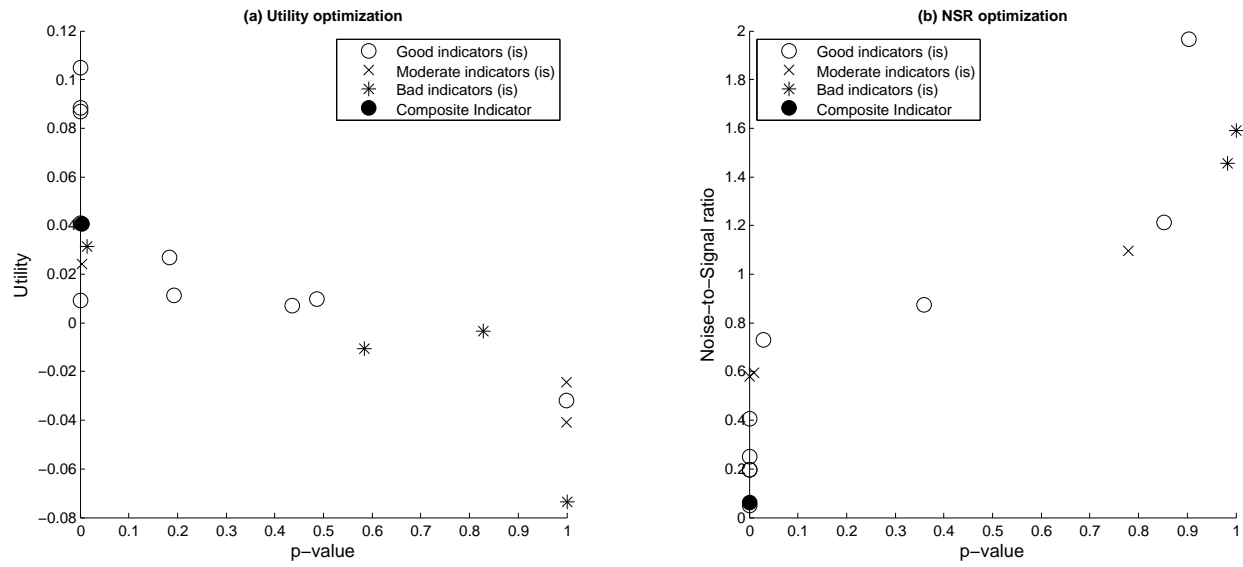 (a) Utility optimization
0.12
0.1
0.08
0.06
0.04
0.02
0
−0.02
−0.04
−0.06
−0.08
Utility
Good indicators (is)
Moderate indicators (is)
Bad indicators (is)
Composite Indicator
0 0.1 0.2 0.3 0.4 0.5 0.6 0.7 0.8 0.9 1
p−value
(b) NSR optimization
2
1.8
1.6
1.4
1.2
1
0.8
0.6
0.4
0.2
0
Noise−to−Signal ratio
Good indicators (is)
Moderate indicators (is)
Bad indicators (is)
Composite Indicator
0 0.1 0.2 0.3 0.4 0.5 0.6 0.7 0.8 0.9 1
p−value